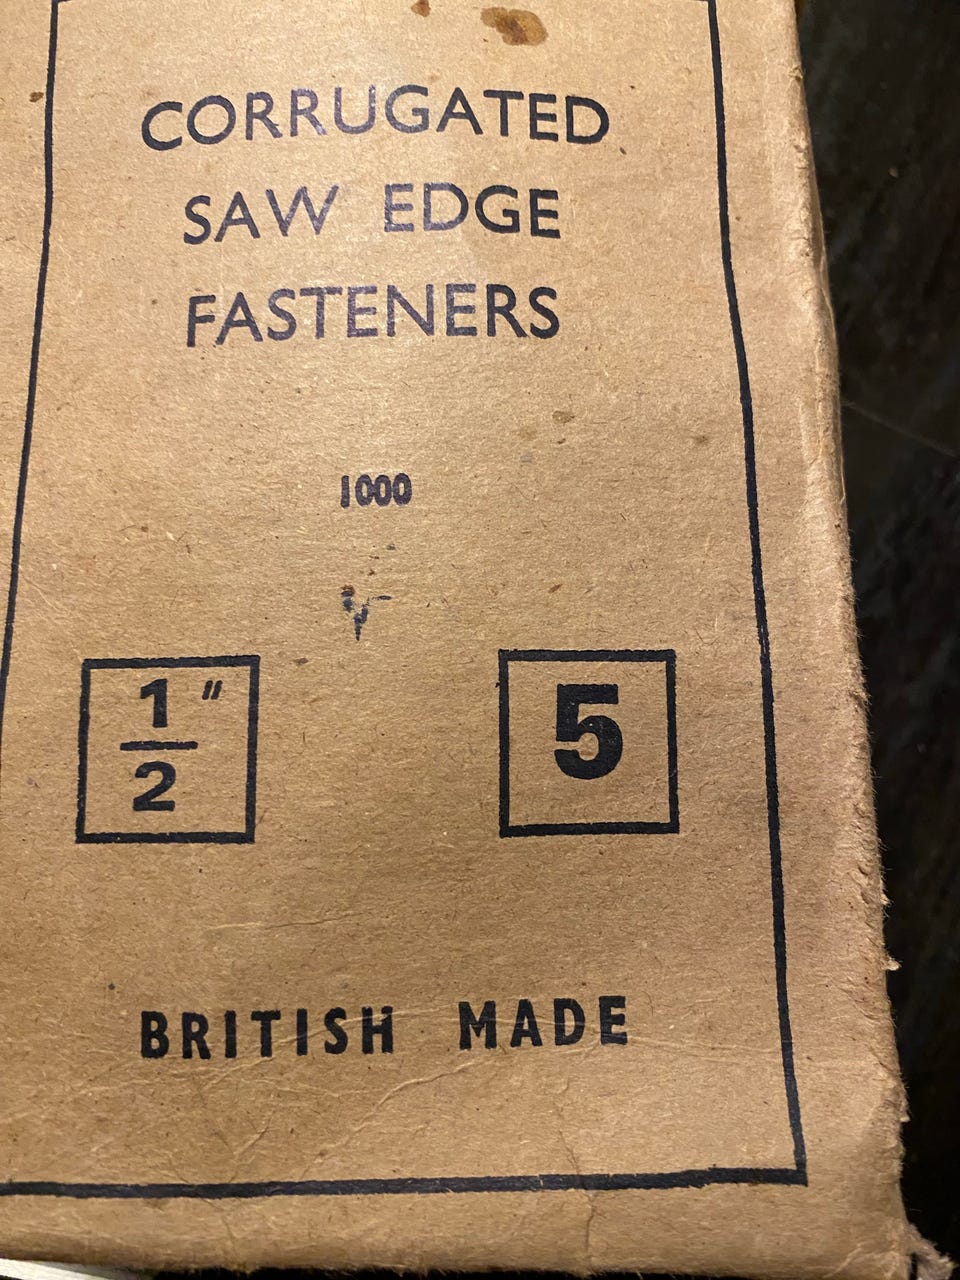 CORRUGATED
SAW EDGE
FASTENERS
1000
1/2" 5
BRITISH MADE